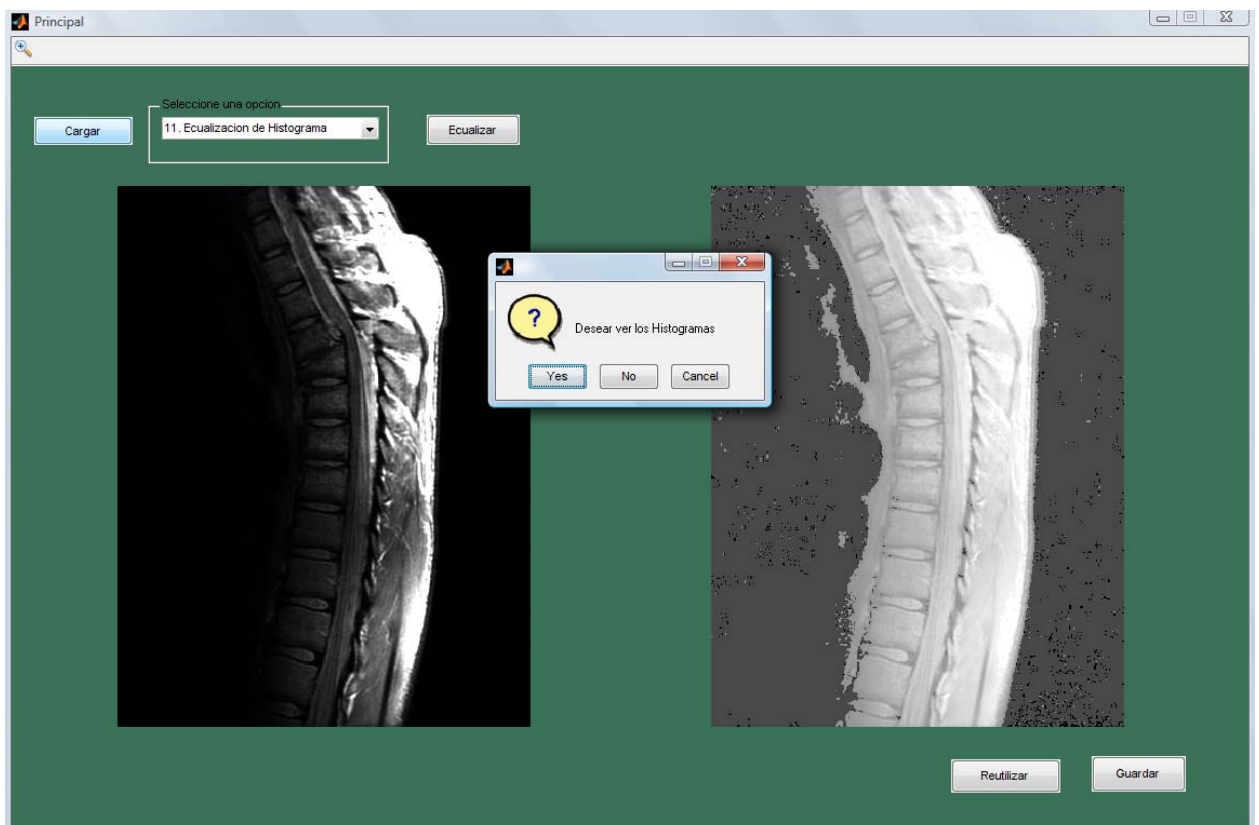 Principal
Seleccione una opcion
Cargar
11. Ecualizacion de Histograma
Ecualizar
?
Desear ver los Histogramas
Yes
No
Cancel
Reutilizar
Guardar